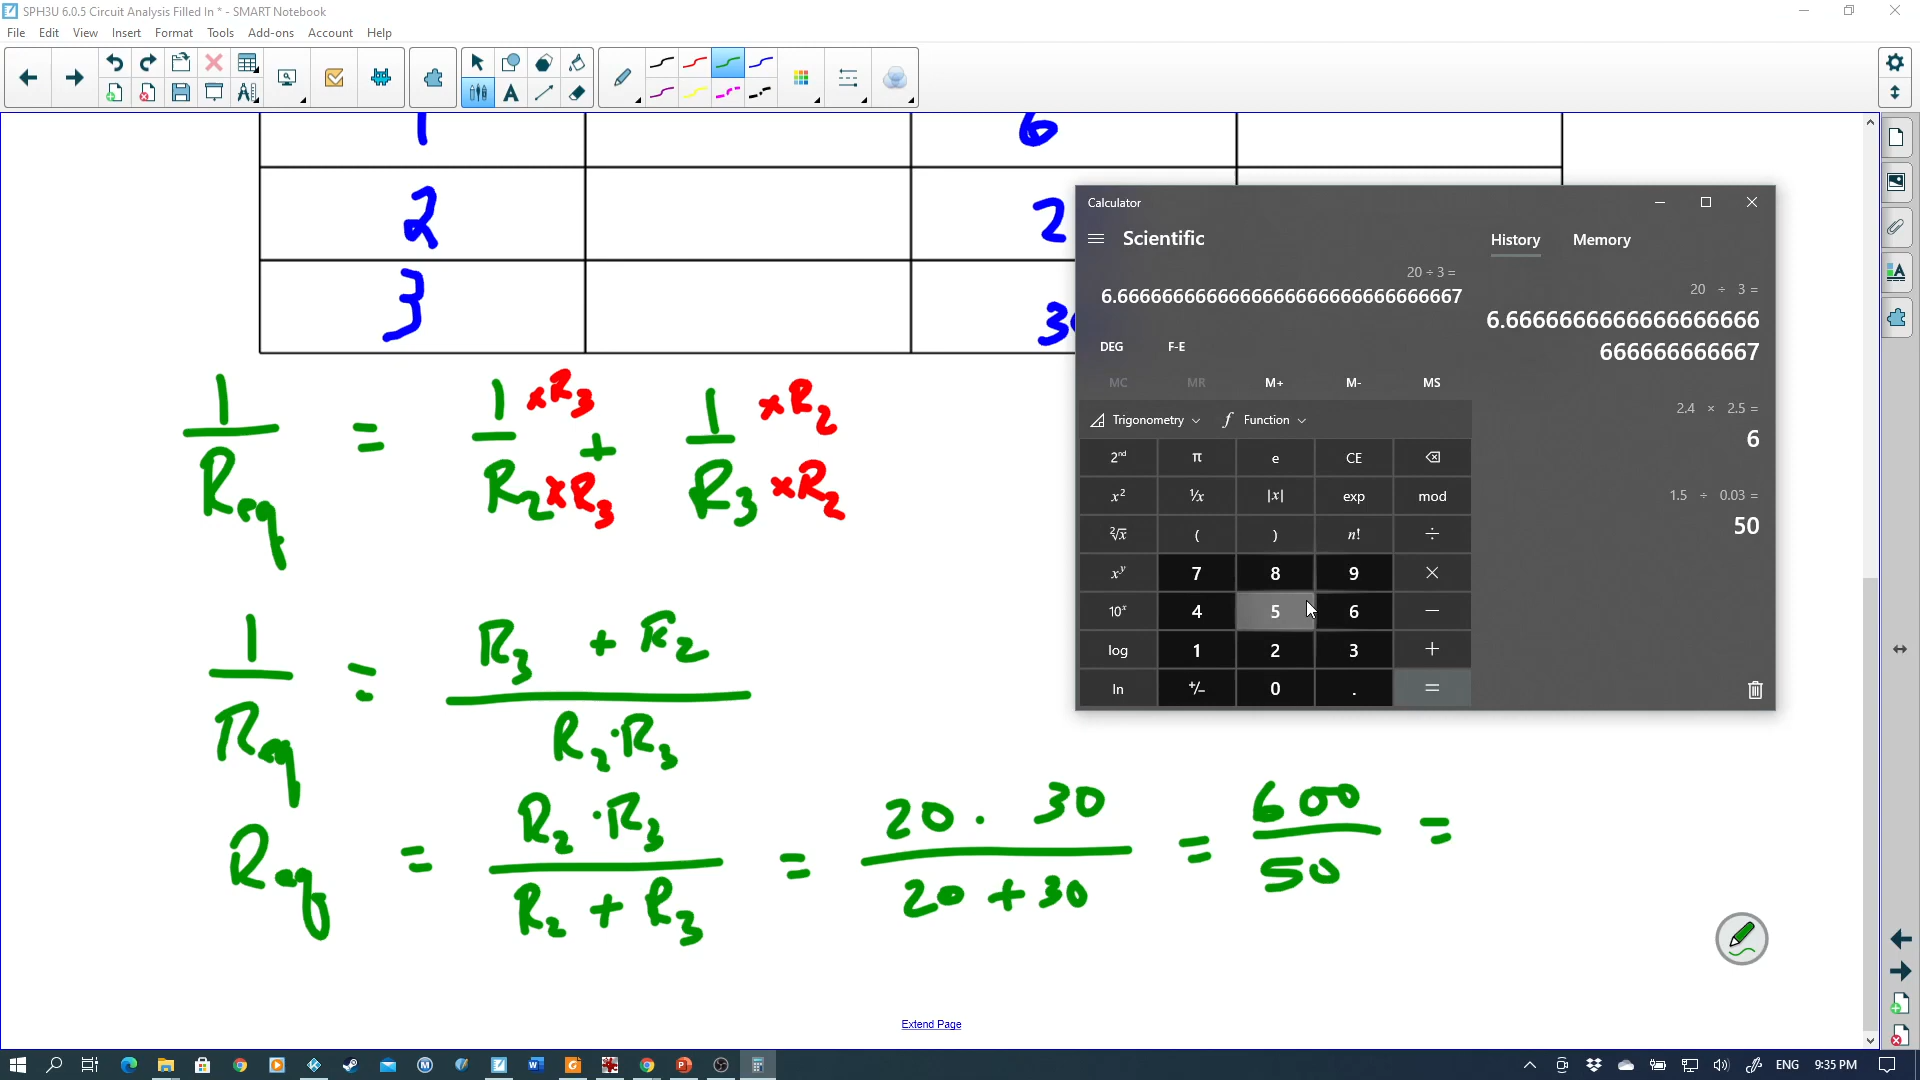 SPH3U 6.0.5 Circuit Analysis Filled In * - SMART Notebook
File Edit View Insert Format Tools Add-ons Account Help
1 6
2 2
3 3
Calculator
Scientific
History Memory
20 ÷ 3 =
6.6666666666666666666666666666667
20 ÷ 3 =
6.6666666666666666666
666666666667
2.4 × 2.5 =
6
1.5 ÷ 0.03 =
50
DEG F-E
MC MR M+ M- MS
Trigonometry f Function
2nd π e CE
x² ¹/x |x| exp mod
²√x ( ) n! ÷
xʸ 7 8 9 ×
10ˣ 4 5 6 −
log 1 2 3 +
ln +/- 0 . =
1/Req = 1 ×R3/R2 ×R3 + 1 ×R2/R3 ×R2
1/Req = R3 + R2/R2·R3
Req = R2·R3/R2 + R3 = 20 · 30/20 + 30 = 600/50 =
Extend Page
ENG 9:35 PM